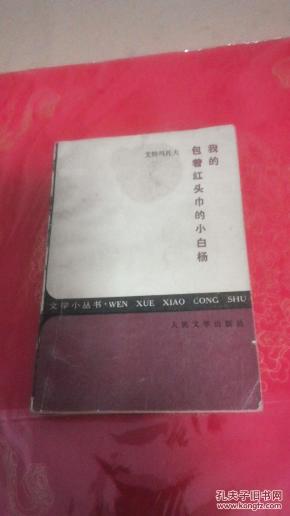 我的
包着红头巾的小白杨
艾特玛托夫
文学小丛书·WEN XUE XIAO CONG SHU
人民文学出版社
孔夫子旧书网